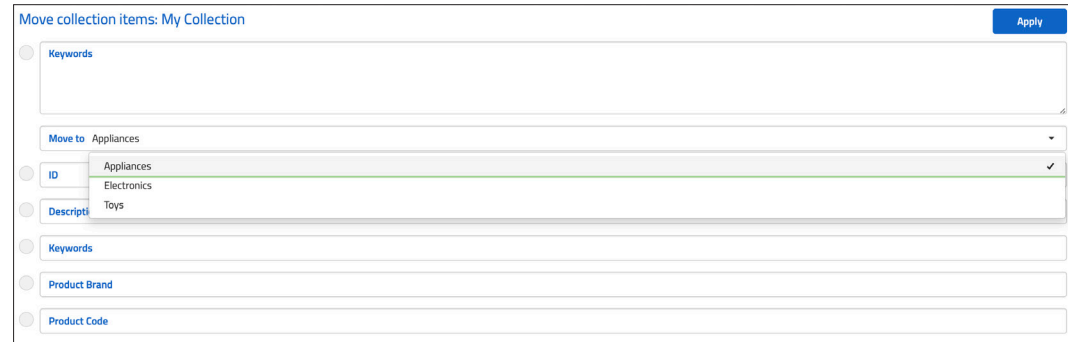 Move collection items: My Collection
Apply
Keywords
Move to Appliances
Appliances
ID
Electronics
Toys
Descripti
Keywords
Product Brand
Product Code